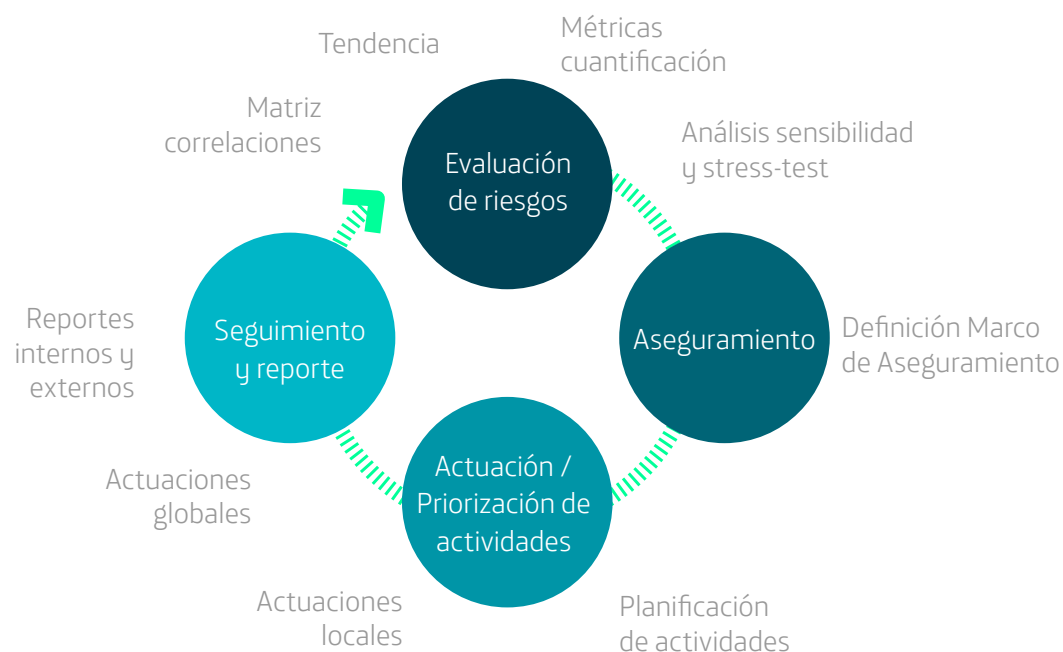 Tendencia
Métricas
cuantificación
Matriz
correlaciones
Evaluación
de riesgos
Análisis sensibilidad
y stress-test
Seguimiento
y reporte
Aseguramiento
Reportes
internos y
externos
Definición Marco
de Aseguramiento
Actuación /
Priorización de
actividades
Actuaciones
globales
Actuaciones
locales
Planificación
de actividades